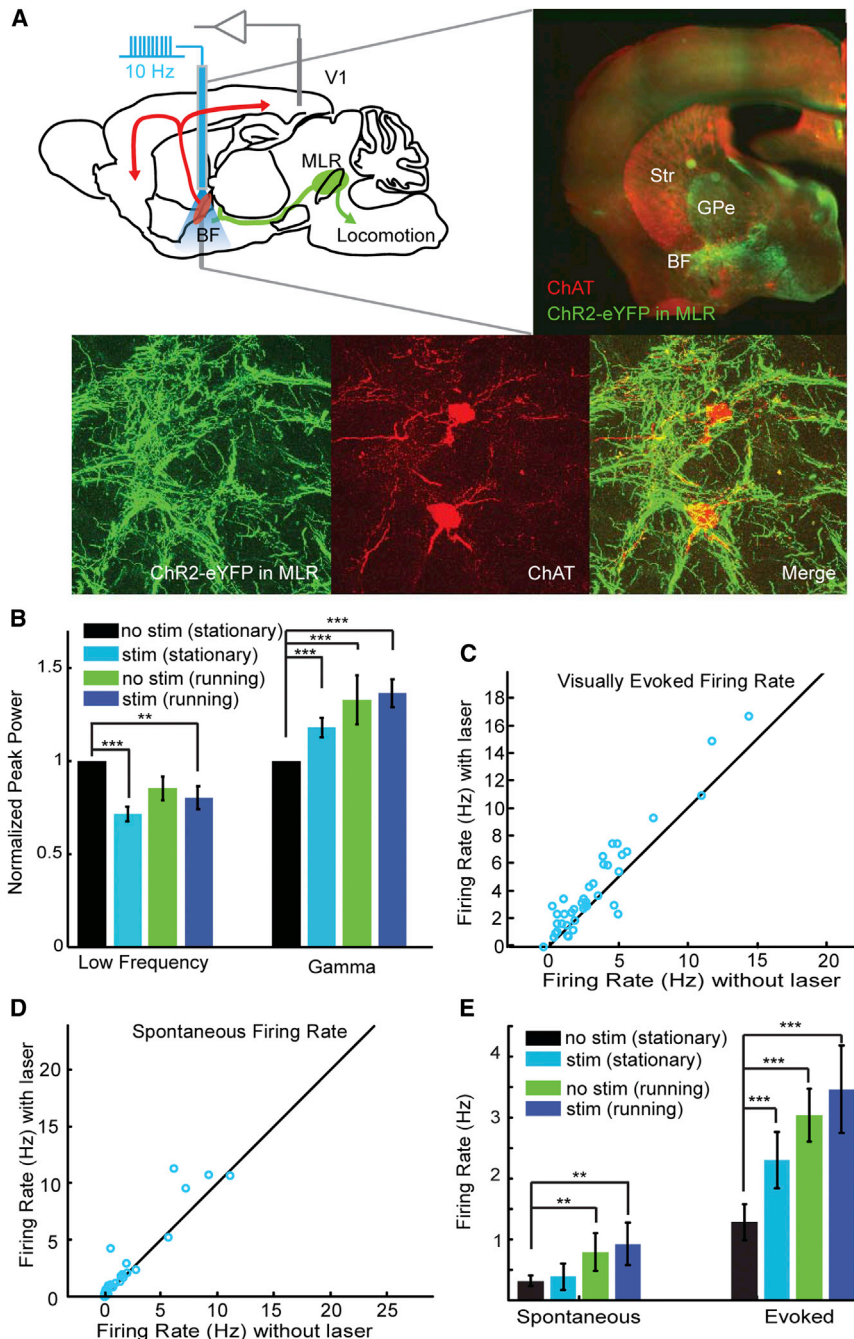 A
10 Hz
V1
MLR
BF
Locomotion
Str
GPe
BF
ChAT
ChR2-eYFP in MLR
ChR2-eYFP in MLR
ChAT
Merge
B
no stim (stationary)
stim (stationary)
no stim (running)
stim (running)
***
***
***
**
***
1.5
1
0.5
0
Normalized Peak Power
Low Frequency
Gamma
C
Visually Evoked Firing Rate
18
16
14
12
10
8
6
4
2
0
Firing Rate (Hz) with laser
0 5 10 15 20
Firing Rate (Hz) without laser
D
Spontaneous Firing Rate
20
15
10
5
0
Firing Rate (Hz) with laser
0 5 10 15 20 25
Firing Rate (Hz) without laser
E
no stim (stationary)
stim (stationary)
no stim (running)
stim (running)
***
***
***
**
**
4
3
2
1
Firing Rate (Hz)
Spontaneous
Evoked